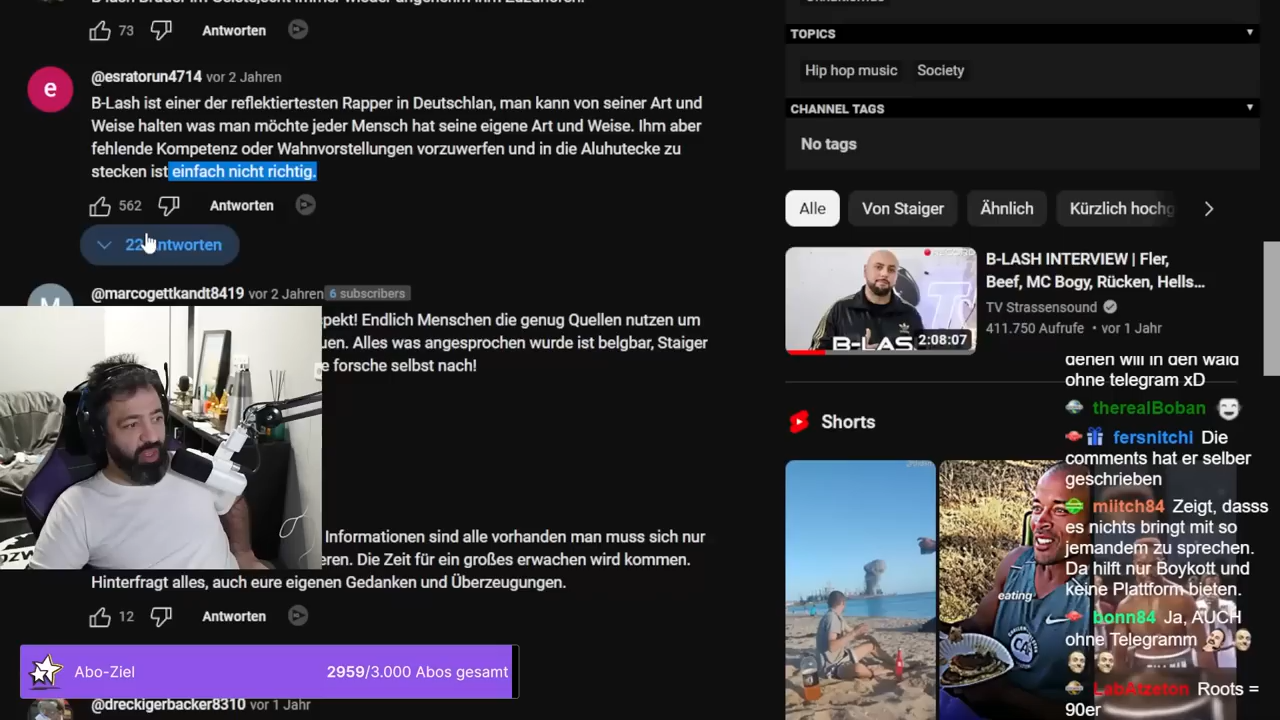 73
Antworten
@esratorun4714 vor 2 Jahren
e
B-Lash ist einer der reflektiertesten Rapper in Deutschlan, man kann von seiner Art und
Weise halten was man möchte jeder Mensch hat seine eigene Art und Weise. Ihm aber
fehlende Kompetenz oder Wahnvorstellungen vorzuwerfen und in die Aluhutecke zu
stecken ist einfach nicht richtig.
562
Antworten
@marcogettkandt8419 vor 2 Jahren 6 subscribers
Endlich Menschen die genug Quellen nutzen um
Alles was angesprochen wurde ist belgbar, Staiger
forsche selbst nach!
Informationen sind alle vorhanden man muss sich nur
Die Zeit für ein großes erwachen wird kommen.
Hinterfragt alles, auch eure eigenen Gedanken und Überzeugungen.
12
Antworten
Abo-Ziel
2959/3.000 Abos gesamt
@dreckigerbacker8310 vor 1 Jahr
TOPICS
Hip hop music
Society
CHANNEL TAGS
No tags
Alle
Von Staiger
Ähnlich
Kürzlich hochg
B-LASH INTERVIEW | Fler,
Beef, MC Bogy, Rücken, Hells...
TV Strassensound
411.750 Aufrufe • vor 1 Jahr
2:08:07
Shorts
eating
denen will in den wald
ohne telegram xD
therealBoban
fersnitchi Die
comments hat er selber
geschrieben
miitch84 Zeigt, dasss
es nichts bringt mit so
jemandem zu sprechen.
Da hilft nur Boykott und
keine Plattform bieten.
bonn84 Ja, AUCH
ohne Telegramm
LabAtzeton Roots =
90er